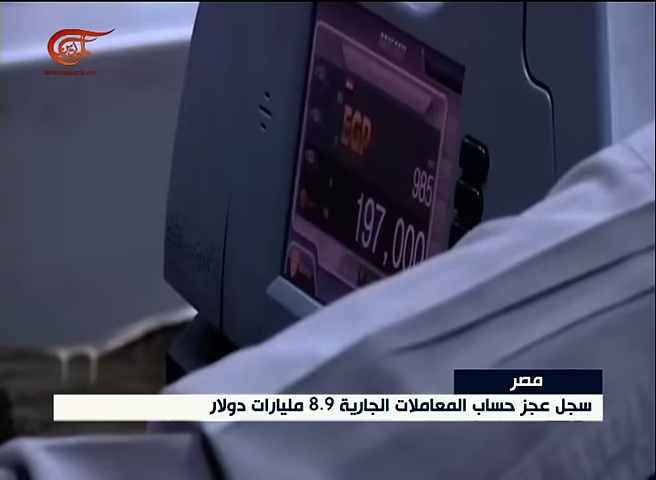 EGP
985
197,000
مصر
سجل عجز حساب المعاملات الجارية 8.9 مليارات دولار